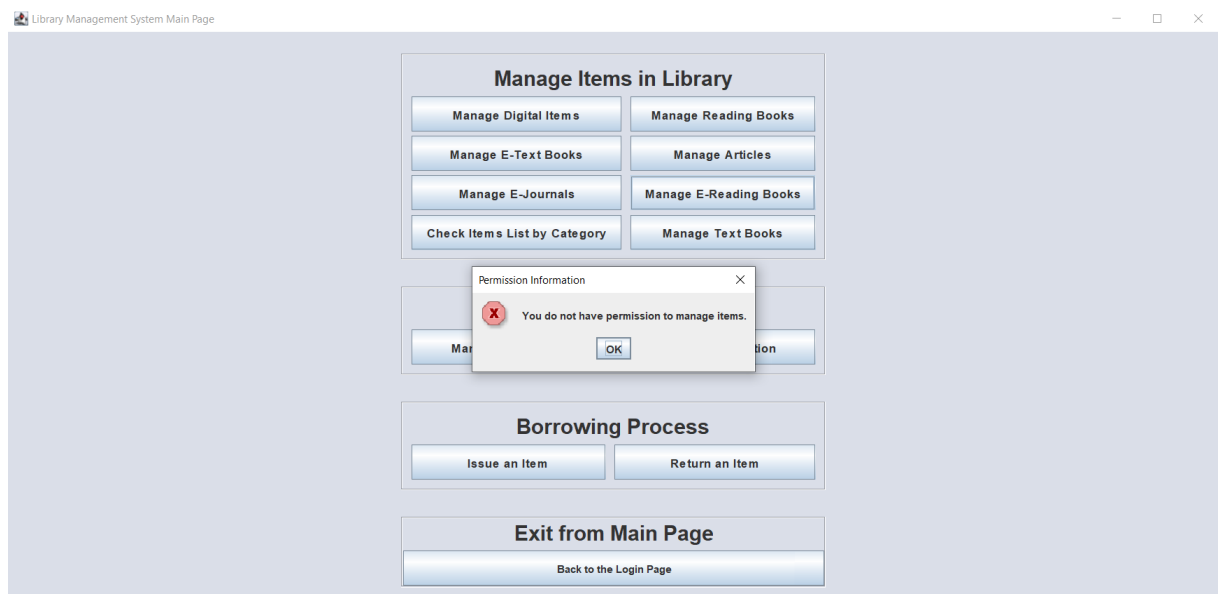 Library Management System Main Page
Manage Items in Library
Manage Digital Items
Manage Reading Books
Manage E-Text Books
Manage Articles
Manage E-Journals
Manage E-Reading Books
Check Items List by Category
Manage Text Books
Permission Information
X
You do not have permission to manage items.
OK
Borrowing Process
Issue an Item
Return an Item
Exit from Main Page
Back to the Login Page